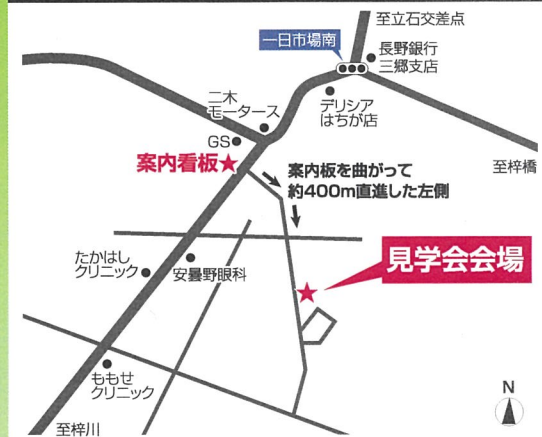 至立石交差点
一日市場南
長野銀行
三郷支店
二木
モータース
デリシア
はちが店
GS
案内看板★
至梓橋
案内板を曲がって
約400m直進した左側
見学会会場
たかはし
クリニック
安曇野眼科
ももせ
クリニック
至梓川
N